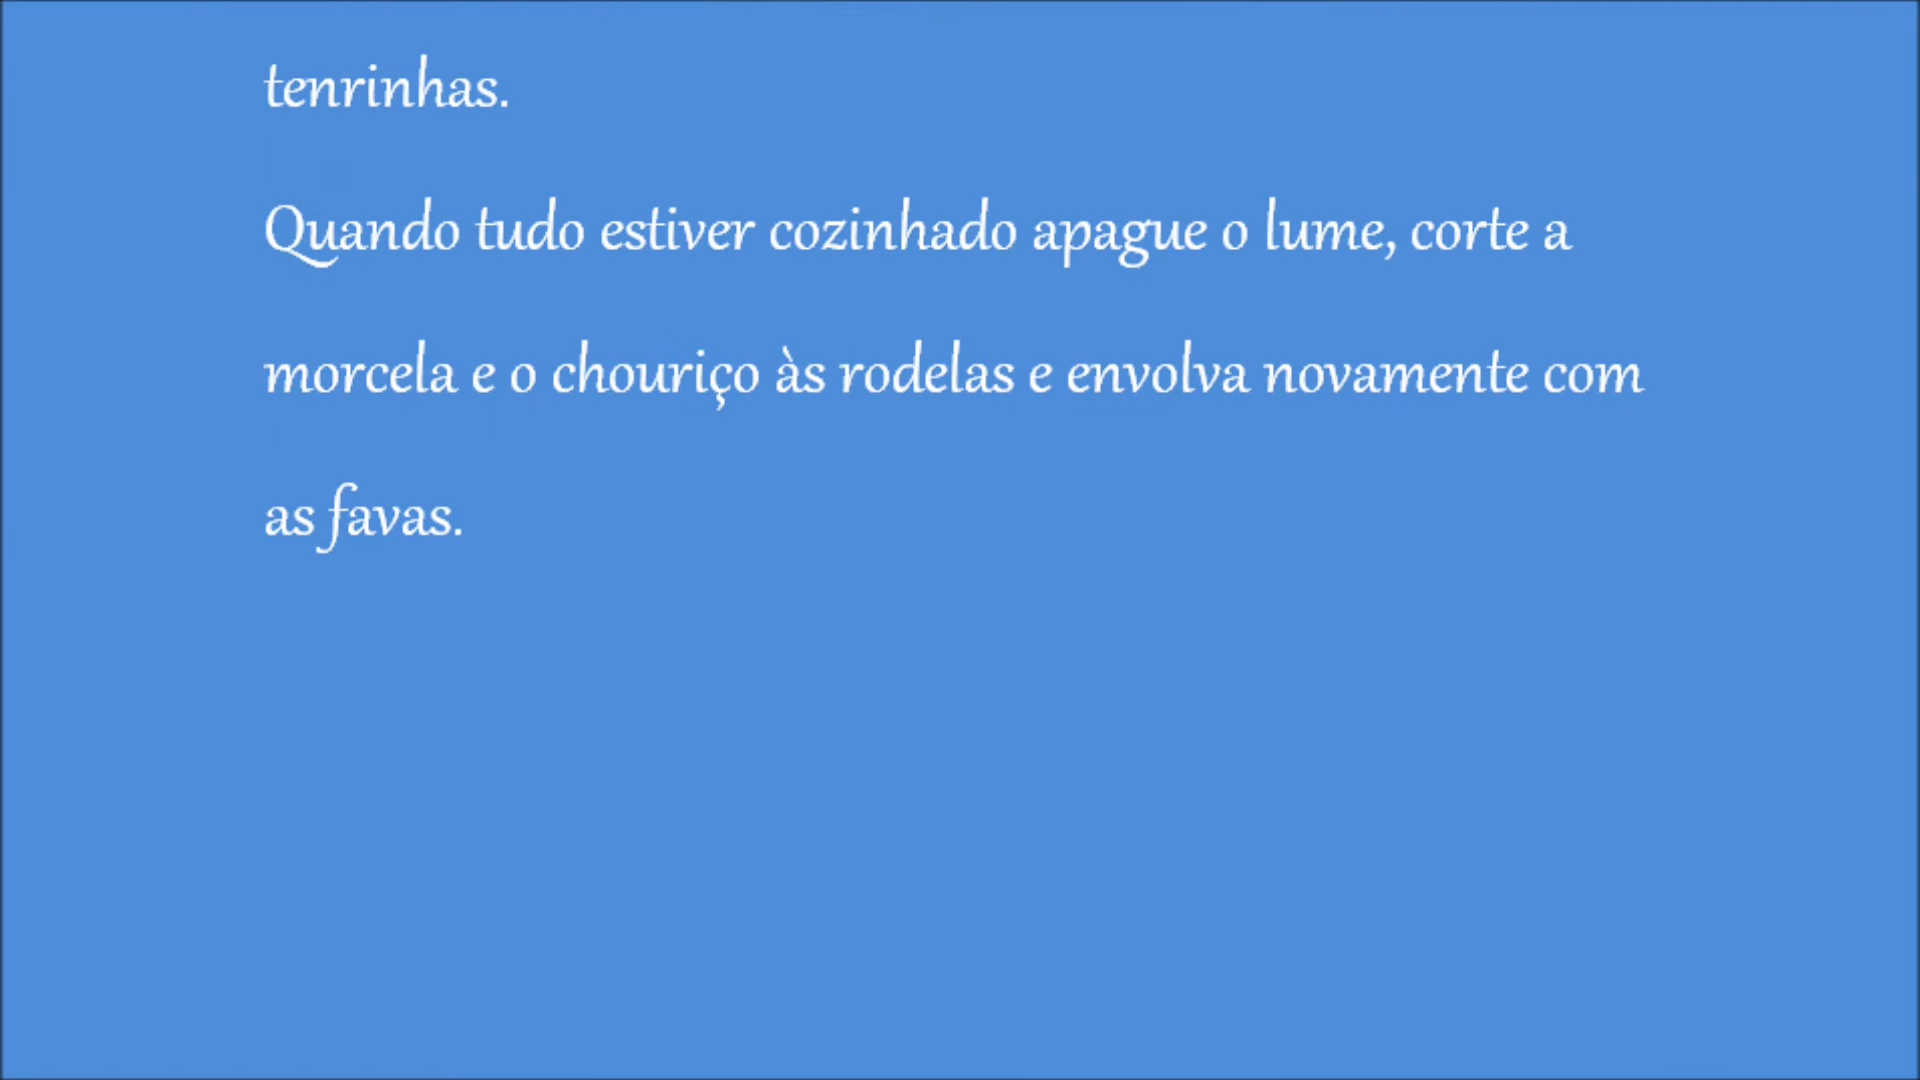 tenrinhas.
Quando tudo estiver cozinhado apague o lume, corte a
morcela e o chouriço às rodelas e envolva novamente com
as favas.